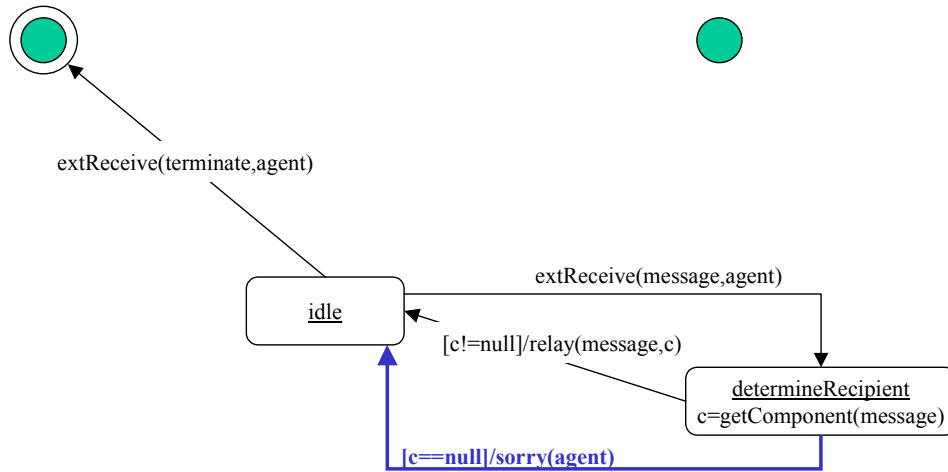 extReceive(terminate,agent)
extReceive(message,agent)
idle
[c!=null]/relay(message,c)
determineRecipient
c=getComponent(message)
[c==null]/sorry(agent)